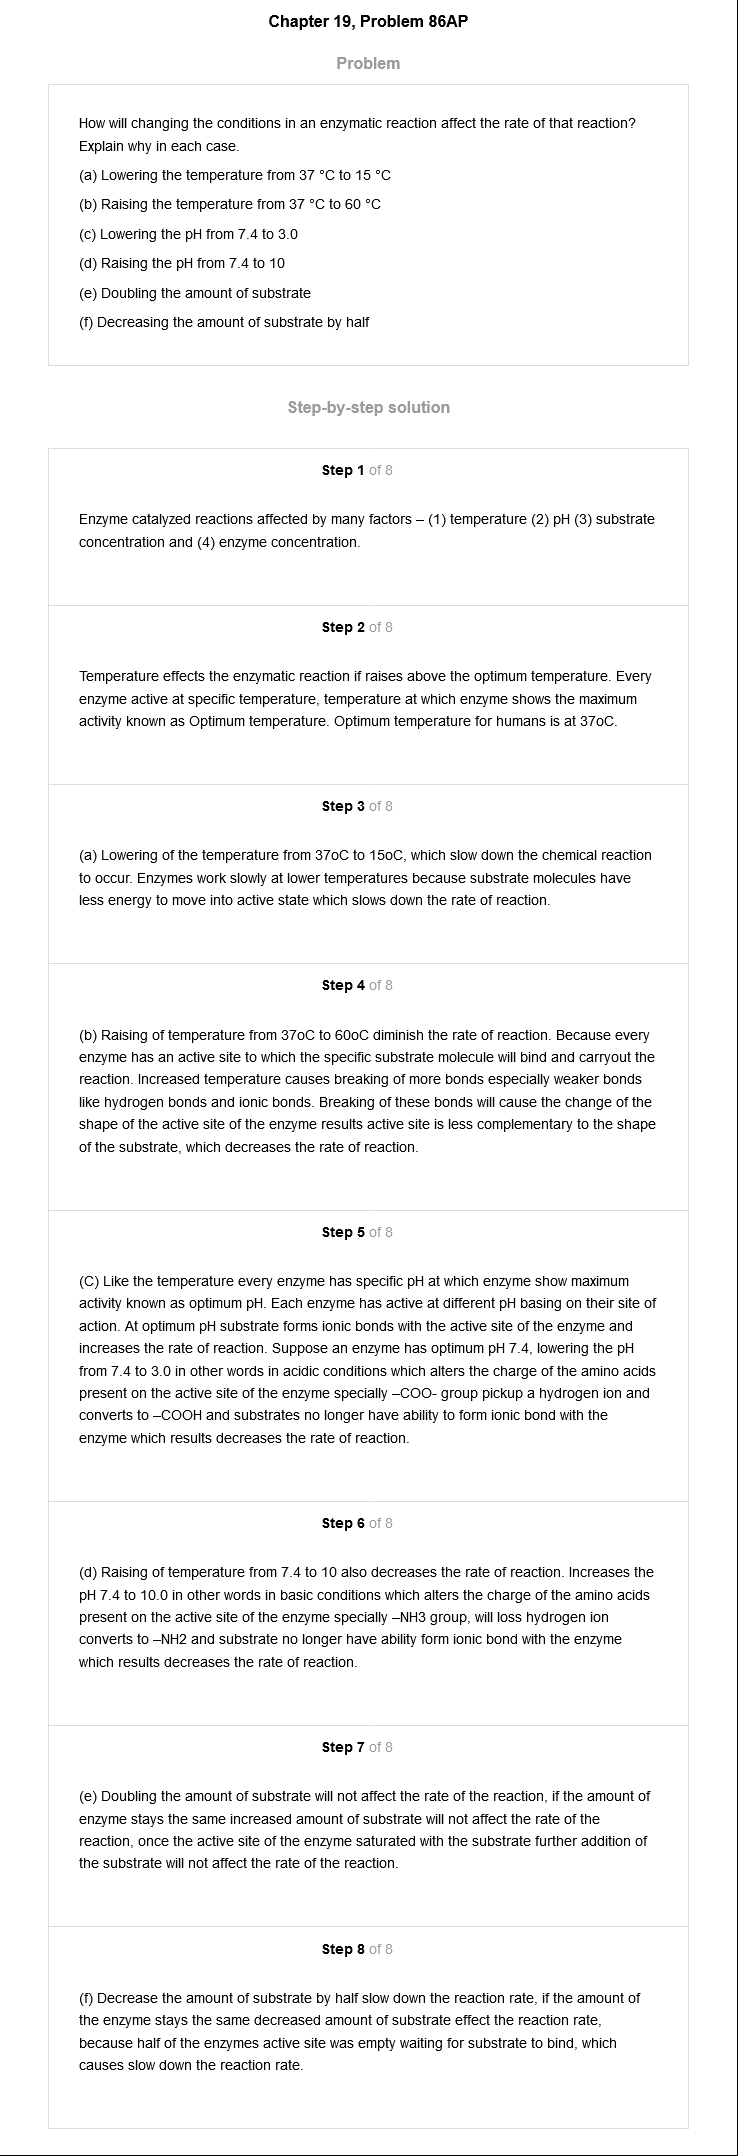 Chapter 19, Problem 86AP
Problem
How will changing the conditions in an enzymatic reaction affect the rate of that reaction?
Explain why in each case.
(a) Lowering the temperature from 37 °C to 15 °C
(b) Raising the temperature from 37 °C to 60 °C
(c) Lowering the pH from 7.4 to 3.0
(d) Raising the pH from 7.4 to 10
(e) Doubling the amount of substrate
(f) Decreasing the amount of substrate by half
Step-by-step solution
Step 1 of 8
Enzyme catalyzed reactions affected by many factors – (1) temperature (2) pH (3) substrate
concentration and (4) enzyme concentration.
Step 2 of 8
Temperature effects the enzymatic reaction if raises above the optimum temperature. Every
enzyme active at specific temperature, temperature at which enzyme shows the maximum
activity known as Optimum temperature. Optimum temperature for humans is at 37oC.
Step 3 of 8
(a) Lowering of the temperature from 37oC to 15oC, which slow down the chemical reaction
to occur. Enzymes work slowly at lower temperatures because substrate molecules have
less energy to move into active state which slows down the rate of reaction.
Step 4 of 8
(b) Raising of temperature from 37oC to 60oC diminish the rate of reaction. Because every
enzyme has an active site to which the specific substrate molecule will bind and carryout the
reaction. Increased temperature causes breaking of more bonds especially weaker bonds
like hydrogen bonds and ionic bonds. Breaking of these bonds will cause the change of the
shape of the active site of the enzyme results active site is less complementary to the shape
of the substrate, which decreases the rate of reaction.
Step 5 of 8
(C) Like the temperature every enzyme has specific pH at which enzyme show maximum
activity known as optimum pH. Each enzyme has active at different pH basing on their site of
action. At optimum pH substrate forms ionic bonds with the active site of the enzyme and
increases the rate of reaction. Suppose an enzyme has optimum pH 7.4, lowering the pH
from 7.4 to 3.0 in other words in acidic conditions which alters the charge of the amino acids
present on the active site of the enzyme specially –COO- group pickup a hydrogen ion and
converts to –COOH and substrates no longer have ability to form ionic bond with the
enzyme which results decreases the rate of reaction.
Step 6 of 8
(d) Raising of temperature from 7.4 to 10 also decreases the rate of reaction. Increases the
pH 7.4 to 10.0 in other words in basic conditions which alters the charge of the amino acids
present on the active site of the enzyme specially –NH3 group, will loss hydrogen ion
converts to –NH2 and substrate no longer have ability form ionic bond with the enzyme
which results decreases the rate of reaction.
Step 7 of 8
(e) Doubling the amount of substrate will not affect the rate of the reaction, if the amount of
enzyme stays the same increased amount of substrate will not affect the rate of the
reaction, once the active site of the enzyme saturated with the substrate further addition of
the substrate will not affect the rate of the reaction.
Step 8 of 8
(f) Decrease the amount of substrate by half slow down the reaction rate, if the amount of
the enzyme stays the same decreased amount of substrate effect the reaction rate,
because half of the enzymes active site was empty waiting for substrate to bind, which
causes slow down the reaction rate.